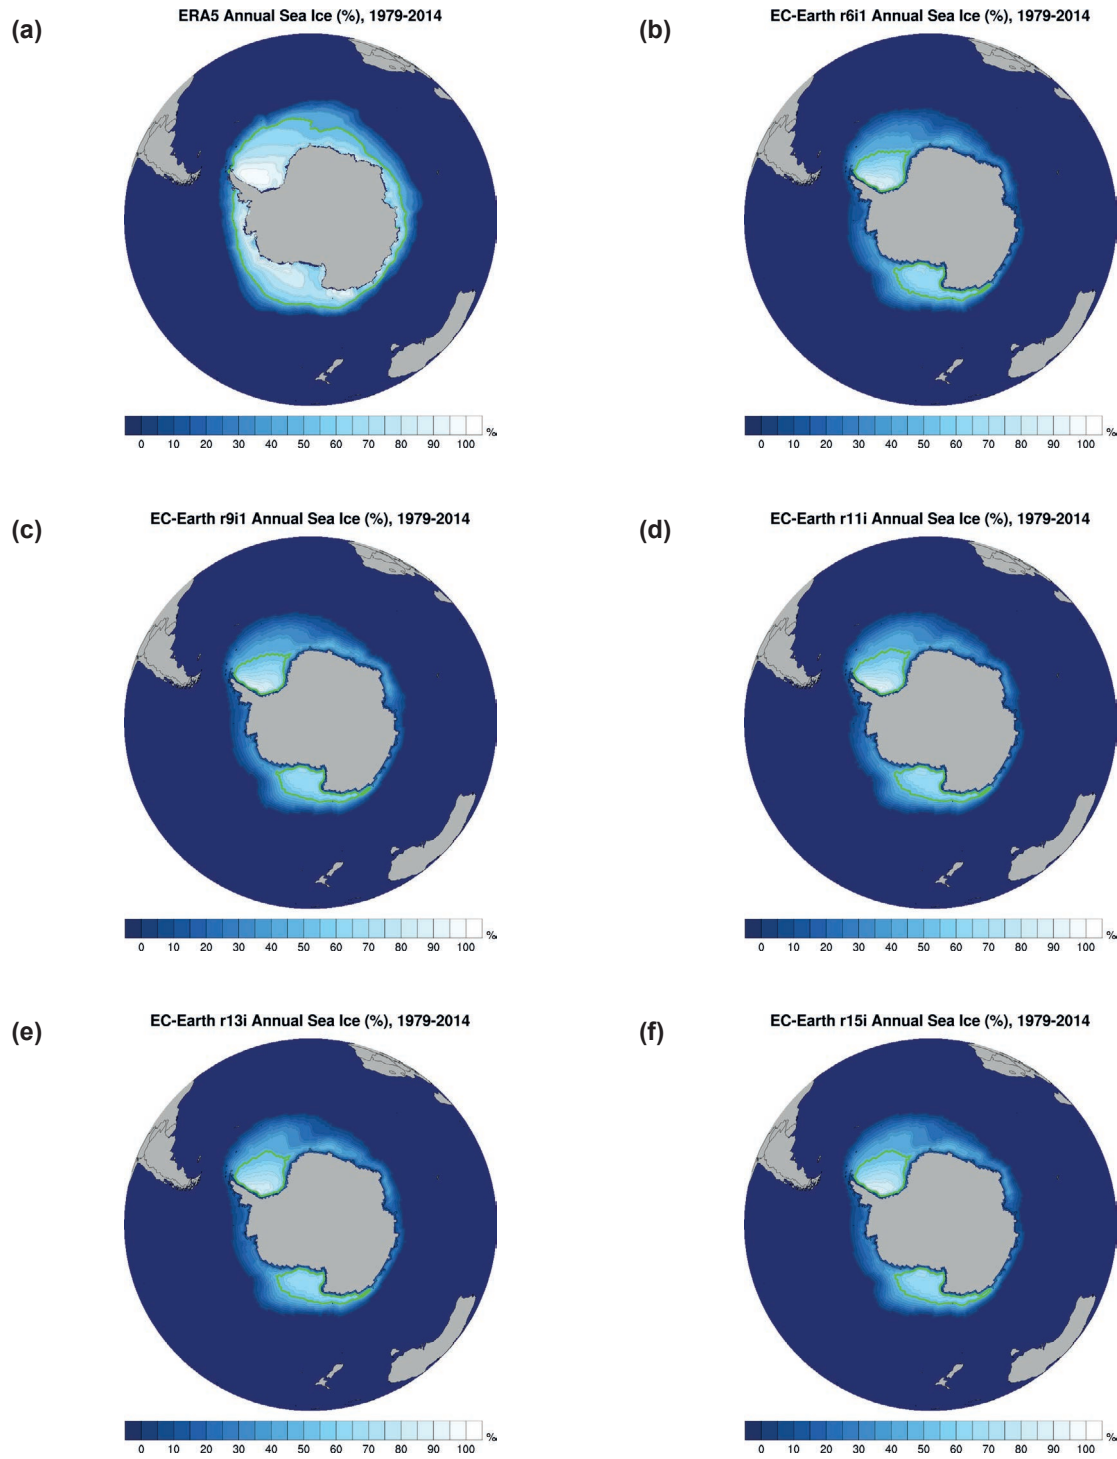 (a)
ERA5 Annual Sea Ice (%), 1979-2014
0 10 20 30 40 50 60 70 80 90 100 %
(b)
EC-Earth r6i1 Annual Sea Ice (%), 1979-2014
0 10 20 30 40 50 60 70 80 90 100 %
(c)
EC-Earth r9i1 Annual Sea Ice (%), 1979-2014
0 10 20 30 40 50 60 70 80 90 100 %
(d)
EC-Earth r11i Annual Sea Ice (%), 1979-2014
0 10 20 30 40 50 60 70 80 90 100 %
(e)
EC-Earth r13i Annual Sea Ice (%), 1979-2014
0 10 20 30 40 50 60 70 80 90 100 %
(f)
EC-Earth r15i Annual Sea Ice (%), 1979-2014
0 10 20 30 40 50 60 70 80 90 100 %